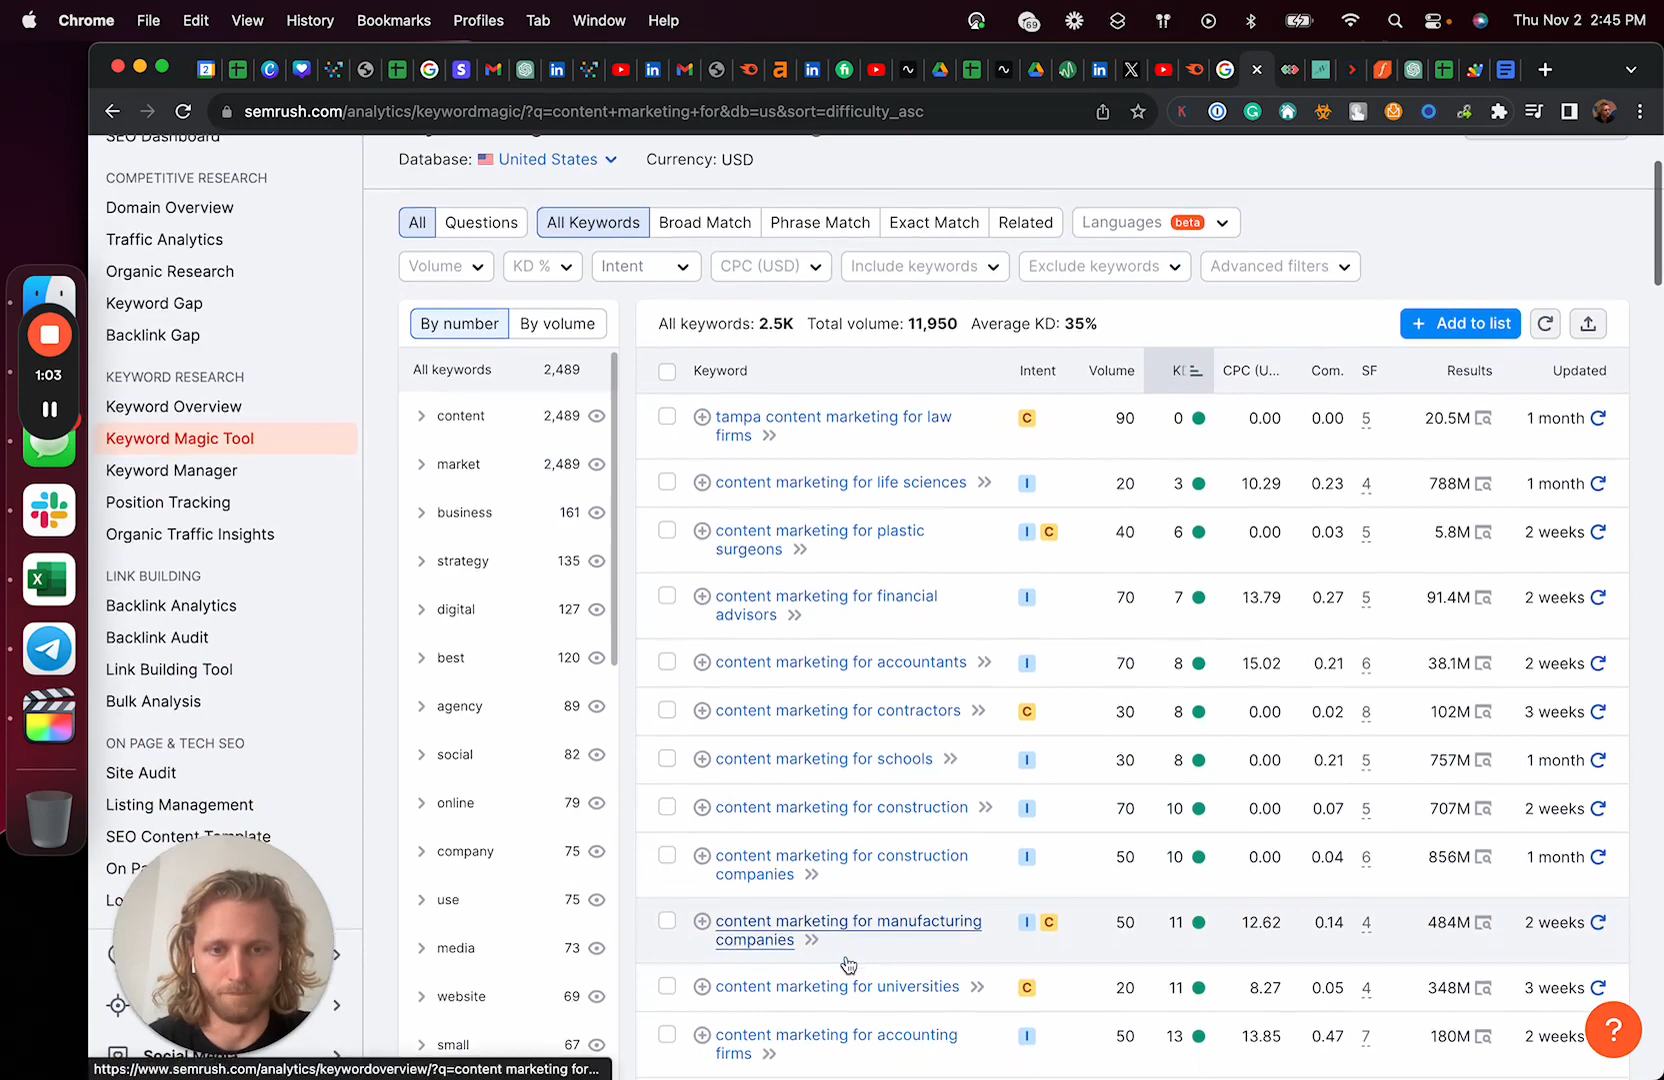 Chrome File Edit View History Bookmarks Profiles Tab Window Help
69
Thu Nov 2 2:45 PM
semrush.com/analytics/keywordmagic/?q=content+marketing+for&db=us&sort=difficulty_asc
SEO Dashboard
COMPETITIVE RESEARCH
Domain Overview
Traffic Analytics
Organic Research
Keyword Gap
Backlink Gap
KEYWORD RESEARCH
Keyword Overview
Keyword Magic Tool
Keyword Manager
Position Tracking
Organic Traffic Insights
LINK BUILDING
Backlink Analytics
Backlink Audit
Link Building Tool
Bulk Analysis
ON PAGE & TECH SEO
Site Audit
Listing Management
SEO Content Template
On Pa
Lo
Social Media
1:03
Database: United States Currency: USD
All Questions All Keywords Broad Match Phrase Match Exact Match Related Languages beta
Volume KD % Intent CPC (USD) Include keywords Exclude keywords Advanced filters
By number By volume
All keywords 2,489
content 2,489
market 2,489
business 161
strategy 135
digital 127
best 120
agency 89
social 82
online 79
company 75
use 75
media 73
website 69
small 67
All keywords: 2.5K Total volume: 11,950 Average KD: 35%
+ Add to list
Keyword Intent Volume KD CPC (U... Com. SF Results Updated
tampa content marketing for law firms C 90 0 0.00 0.00 5 20.5M 1 month
content marketing for life sciences I 20 3 10.29 0.23 4 788M 1 month
content marketing for plastic surgeons I C 40 6 0.00 0.03 5 5.8M 2 weeks
content marketing for financial advisors I 70 7 13.79 0.27 5 91.4M 2 weeks
content marketing for accountants I 70 8 15.02 0.21 6 38.1M 2 weeks
content marketing for contractors C 30 8 0.00 0.02 8 102M 3 weeks
content marketing for schools I 30 8 0.00 0.21 5 757M 1 month
content marketing for construction I 70 10 0.00 0.07 5 707M 2 weeks
content marketing for construction companies I 50 10 0.00 0.04 6 856M 1 month
content marketing for manufacturing companies I C 50 11 12.62 0.14 4 484M 2 weeks
content marketing for universities C 20 11 8.27 0.05 4 348M 3 weeks
content marketing for accounting firms I 50 13 13.85 0.47 7 180M 2 weeks
?
https://www.semrush.com/analytics/keywordoverview/?q=content marketing for...